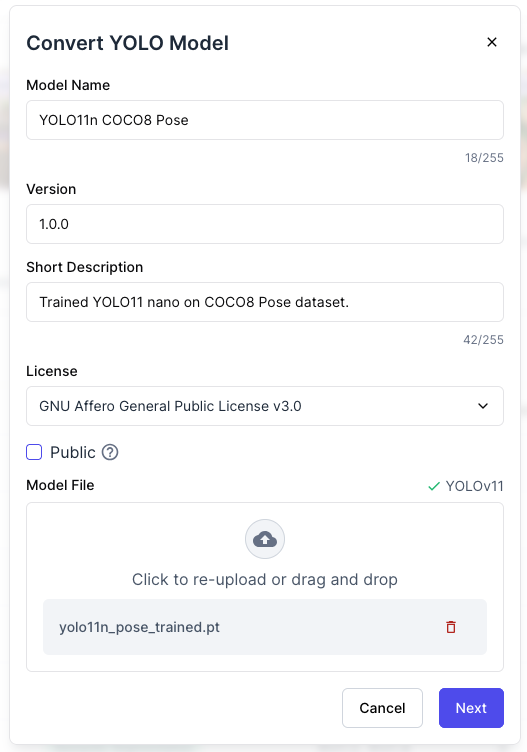 Convert YOLO Model
Model Name
YOLO11n COCO8 Pose
18/255
Version
1.0.0
Short Description
Trained YOLO11 nano on COCO8 Pose dataset.
42/255
License
GNU Affero General Public License v3.0
Public
Model File
YOLOv11
Click to re-upload or drag and drop
yolo11n_pose_trained.pt
Cancel
Next